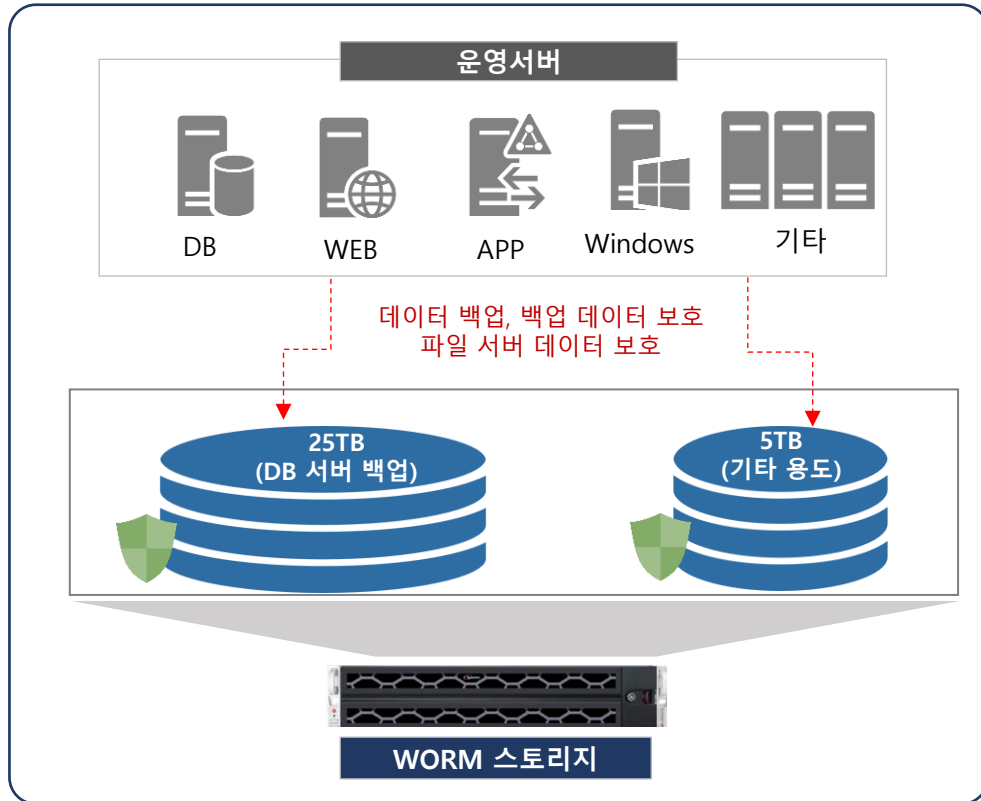 운영서버
DB
WEB
APP
Windows
기타
데이터 백업, 백업 데이터 보호
파일 서버 데이터 보호
25TB
(DB 서버 백업)
5TB
(기타 용도)
WORM 스토리지